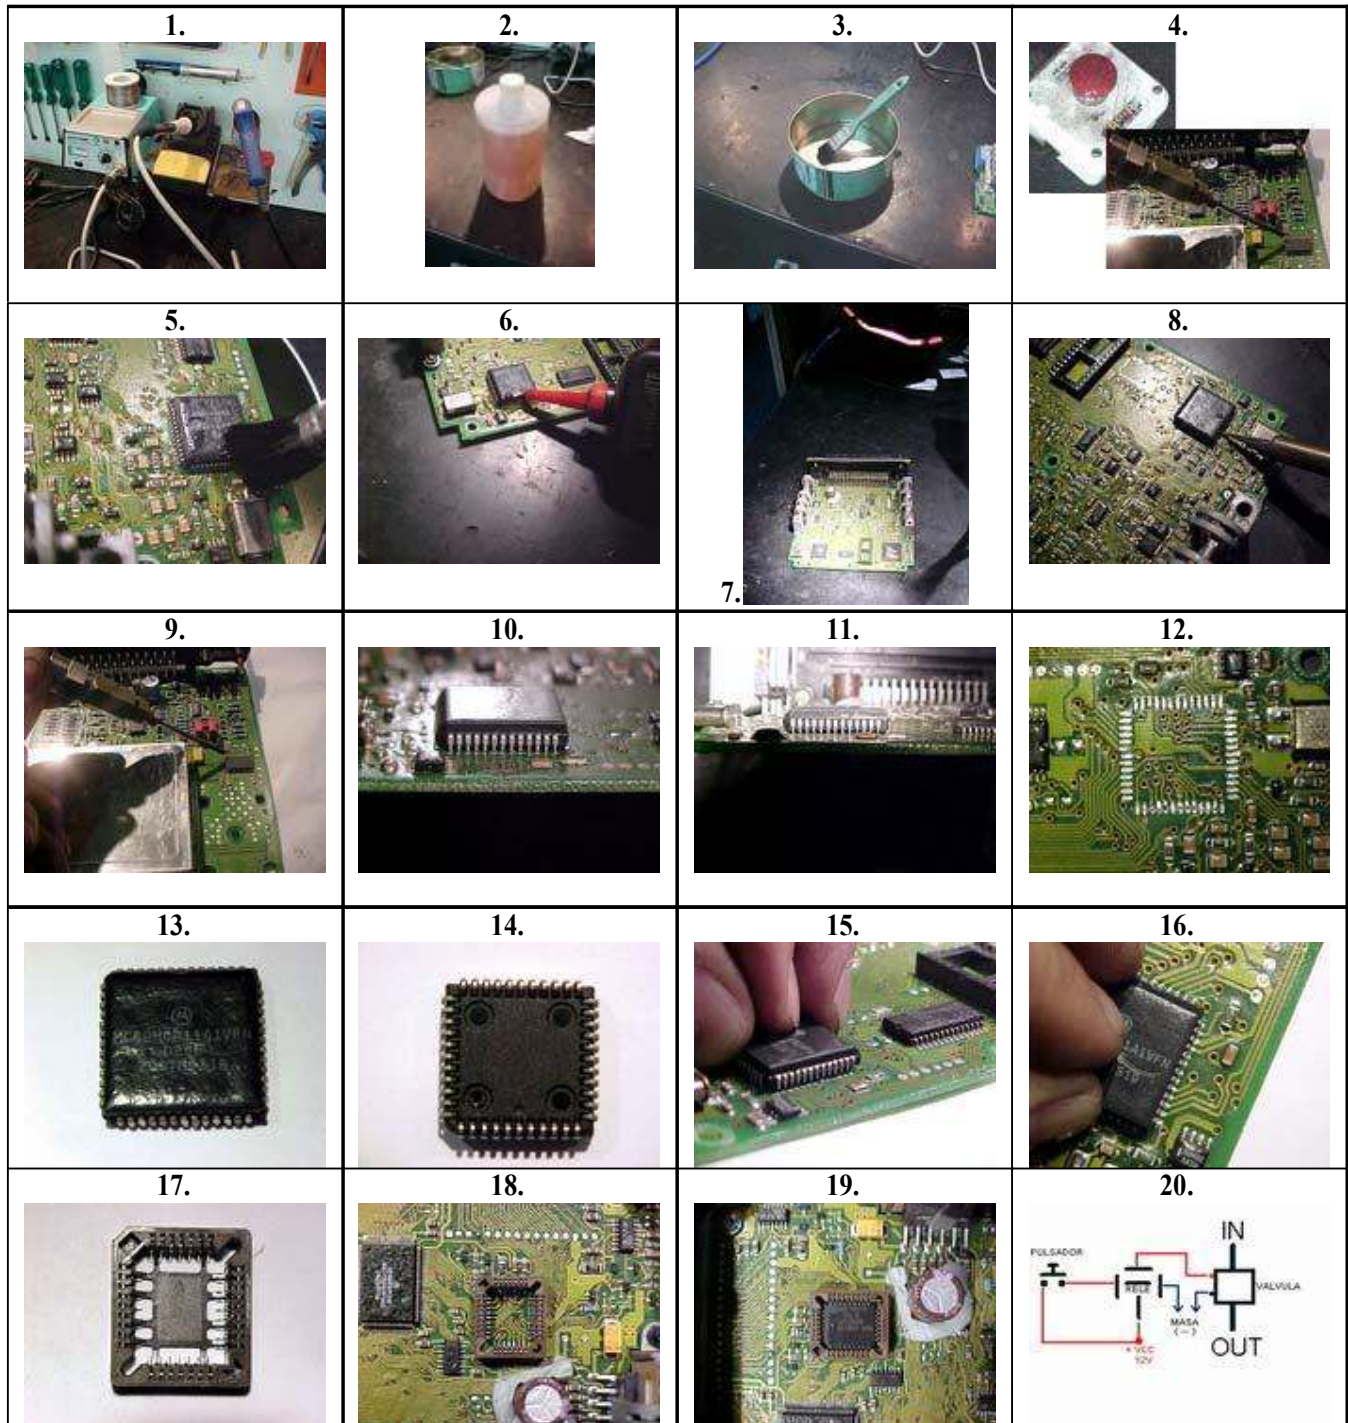 1.
2.
3.
4.
5.
6.
7.
8.
9.
10.
11.
12.
13.
14.
15.
16.
17.
18.
19.
20.
PULSADOR
RELE
IN
VALVULA
MASA
(-)
+ VCC
12V
OUT